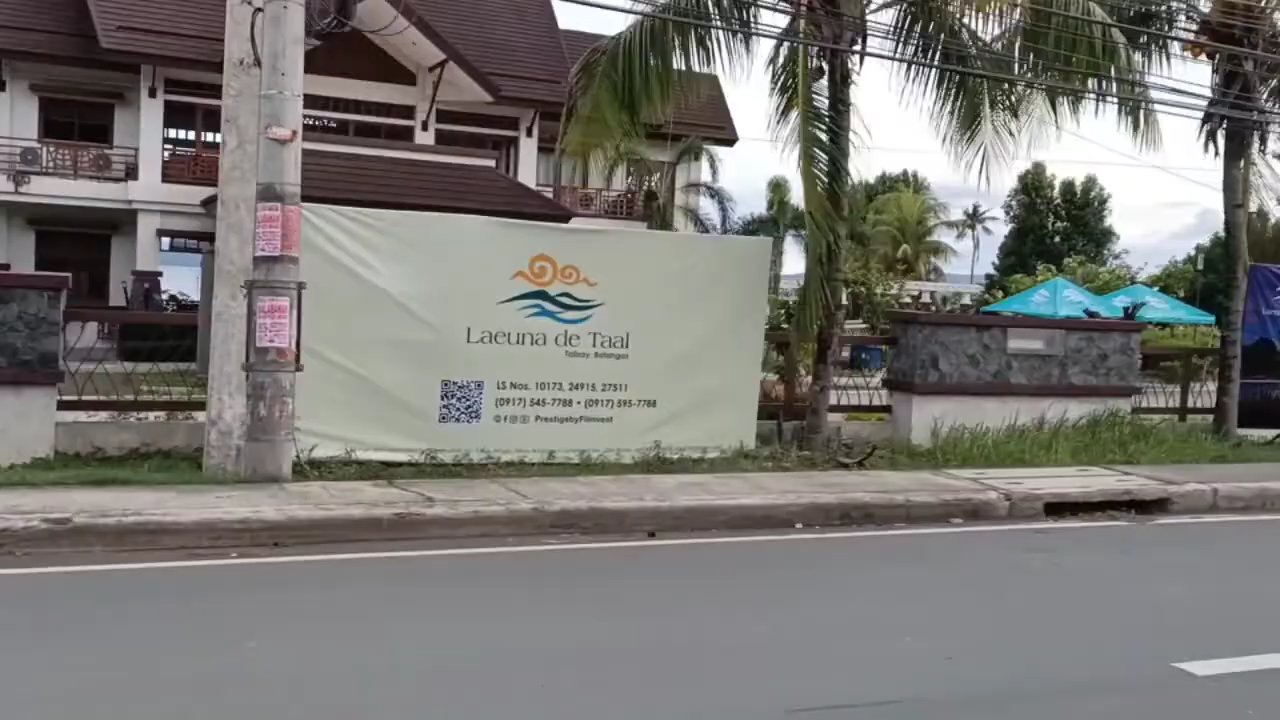 Laeuna de Taal
Talisay, Batangas
LS Nos. 10173, 24915, 27511
(0917) 545-7788 • (0917) 595-7788
PrestigebyFilinvest